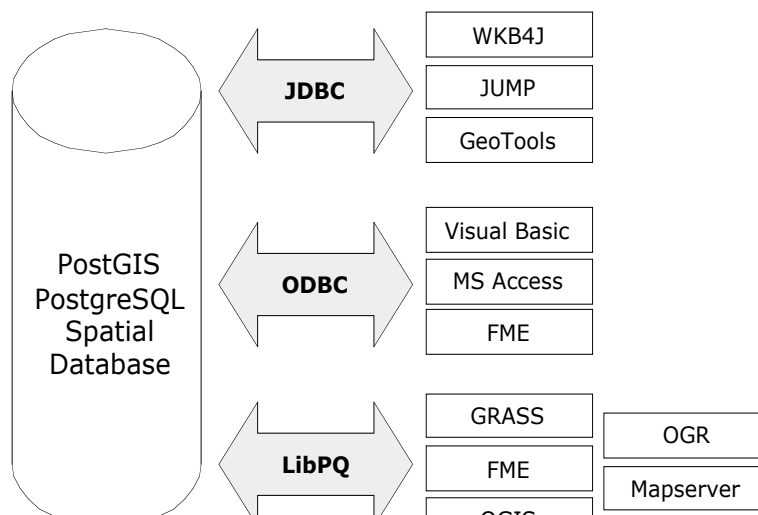 PostGIS
PostgreSQL
Spatial
Database
JDBC
WKB4J
JUMP
GeoTools
ODBC
Visual Basic
MS Access
FME
LibPQ
GRASS
FME
OGR
Mapserver